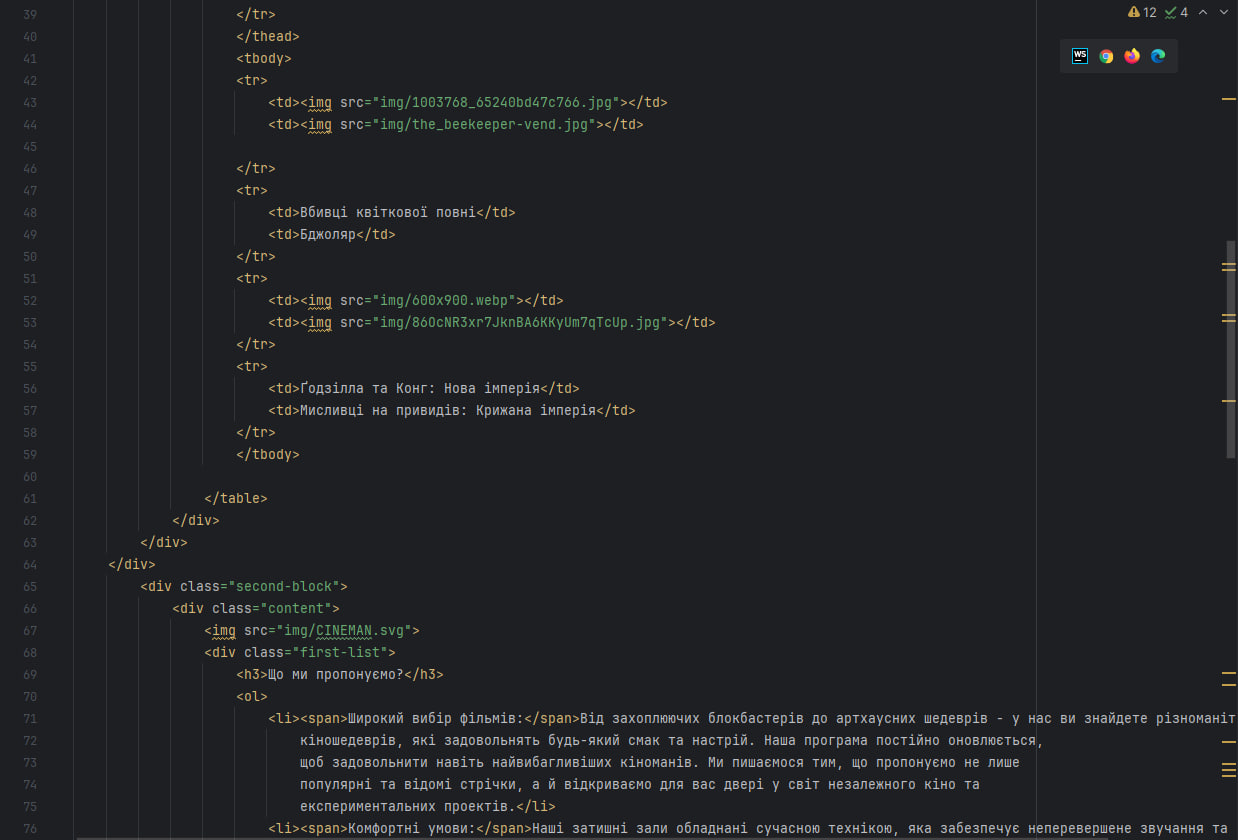 12 4
WS
39 </tr>
40 </thead>
41 <tbody>
42 <tr>
43 <td><img src="img/1003768_65240bd47c766.jpg"></td>
44 <td><img src="img/the_beekeeper-vend.jpg"></td>
45
46 </tr>
47 <tr>
48 <td>Вбивці квіткової повні</td>
49 <td>Бджоляр</td>
50 </tr>
51 <tr>
52 <td><img src="img/600x900.webp"></td>
53 <td><img src="img/86OcNR3xr7JknBA6KKyUm7qTcUp.jpg"></td>
54 </tr>
55 <tr>
56 <td>Ґодзілла та Конг: Нова імперія</td>
57 <td>Мисливці на привидів: Крижана імперія</td>
58 </tr>
59 </tbody>
60
61 </table>
62 </div>
63 </div>
64 </div>
65 <div class="second-block">
66 <div class="content">
67 <img src="img/CINEMAN.svg">
68 <div class="first-list">
69 <h3>Що ми пропонуємо?</h3>
70 <ol>
71 <li><span>Широкий вибір фільмів:</span>Від захоплюючих блокбастерів до артхаусних шедеврів - у нас ви знайдете різноманіт
72 кіношедеврів, які задовольнять будь-який смак та настрій. Наша програма постійно оновлюється,
73 щоб задовольнити навіть найвибагливіших кіноманів. Ми пишаємося тим, що пропонуємо не лише
74 популярні та відомі стрічки, а й відкриваємо для вас двері у світ незалежного кіно та
75 експериментальних проектів.</li>
76 <li><span>Комфортні умови:</span>Наші затишні зали обладнані сучасною технікою, яка забезпечує неперевершене звучання та